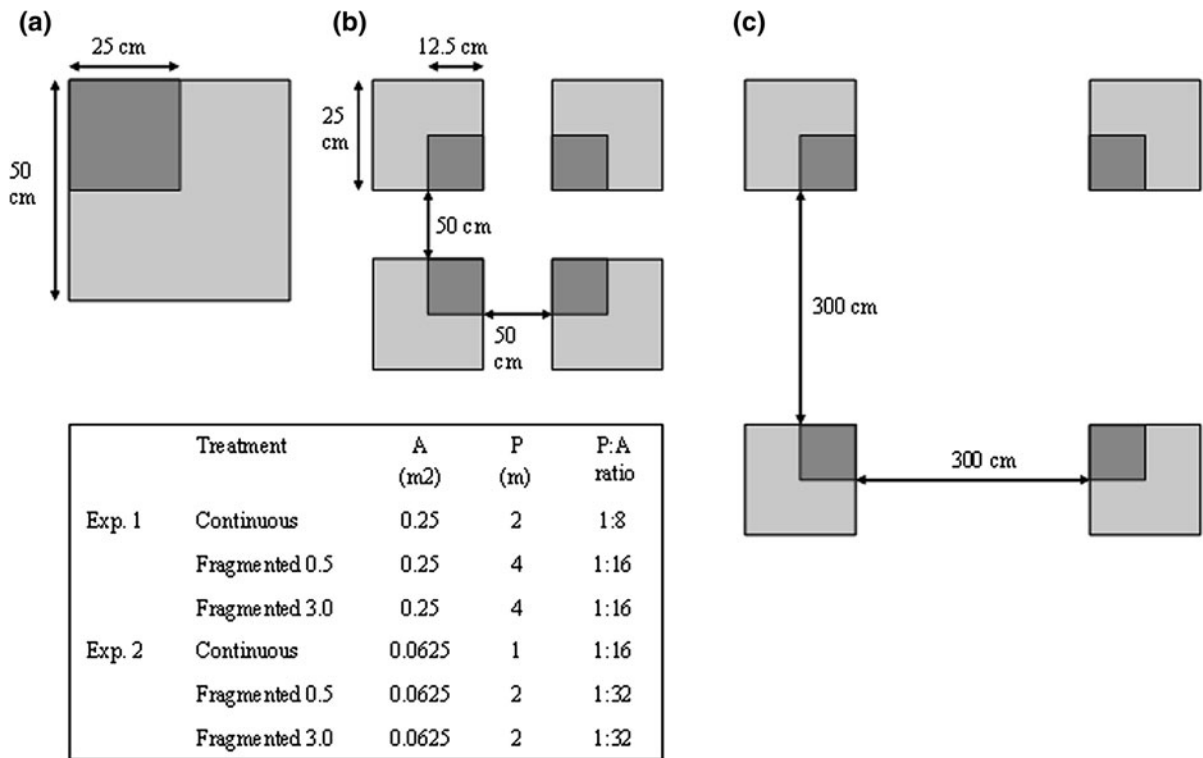 (a)
25 cm
50
cm
(b)
12.5 cm
25
cm
50 cm
50
cm
(c)
300 cm
300 cm
Treatment A P P:A
(m2) (m) ratio
Exp. 1 Continuous 0.25 2 1:8
Fragmented 0.5 0.25 4 1:16
Fragmented 3.0 0.25 4 1:16
Exp. 2 Continuous 0.0625 1 1:16
Fragmented 0.5 0.0625 2 1:32
Fragmented 3.0 0.0625 2 1:32